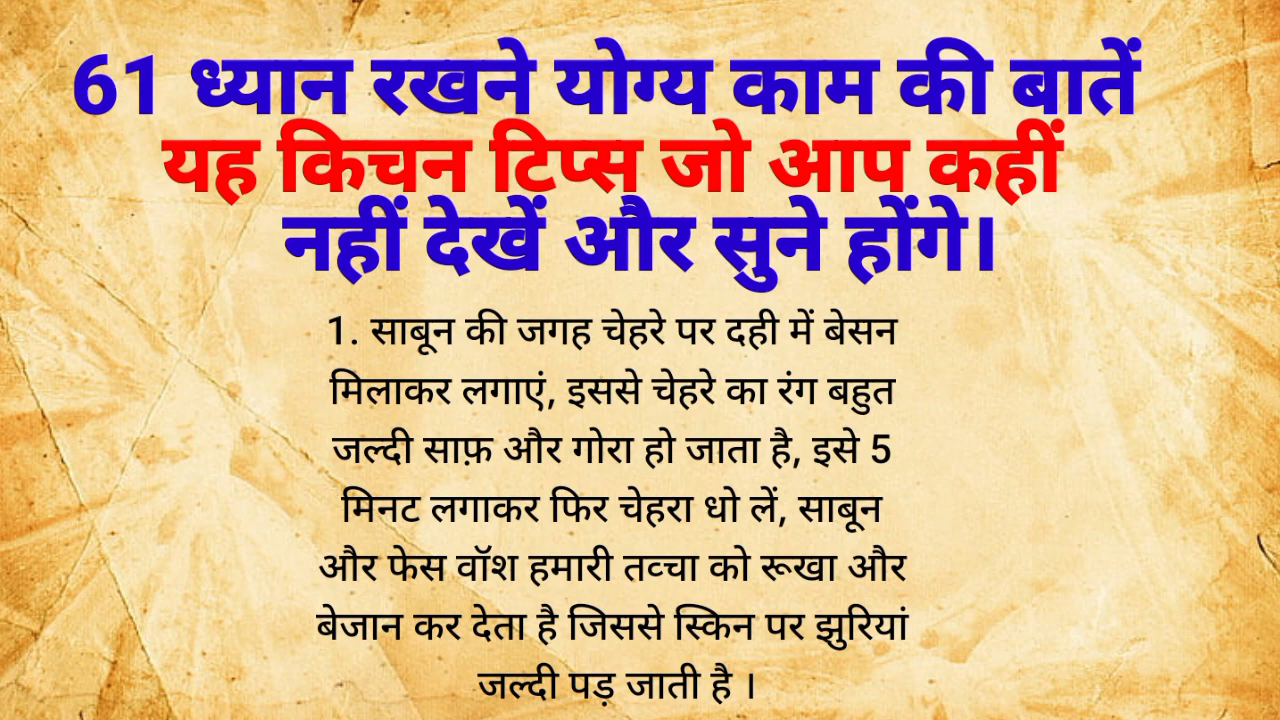 61 ध्यान रखने योग्य काम की बातें
यह किचन टिप्स जो आप कहीं
नहीं देखें और सुने होंगे।
1. साबून की जगह चेहरे पर दही में बेसन
मिलाकर लगाएं, इससे चेहरे का रंग बहुत
जल्दी साफ़ और गोरा हो जाता है, इसे 5
मिनट लगाकर फिर चेहरा धो लें, साबून
और फेस वॉश हमारी तव्चा को रूखा और
बेजान कर देता है जिससे स्किन पर झुरियां
जल्दी पड़ जाती है ।